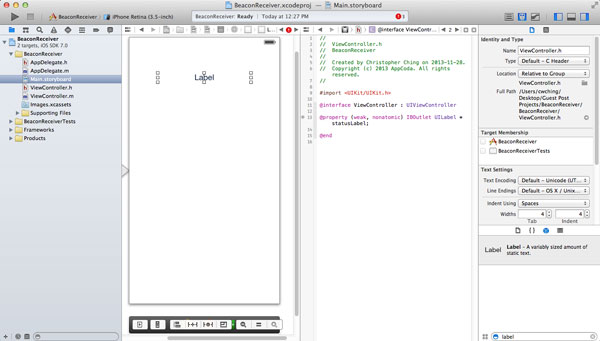 BeaconReceiver.xcodeproj — Main.storyboard
BeaconReceiver
iPhone Retina (3.5-inch)
BeaconReceiver: Ready | Today at 12:27 PM
1
BeaconReceiver
2 targets, iOS SDK 7.0
BeaconReceiver
AppDelegate.h
AppDelegate.m
Main.storyboard
ViewController.h
ViewController.m
Images.xcassets
Supporting Files
BeaconReceiverTests
Frameworks
Products
Label
@interface ViewContr...
2
//
// ViewController.h
// BeaconReceiver
//
// Created by Christopher Ching on 2013-11-28.
// Copyright (c) 2013 AppCoda. All rights
reserved.
//
#import <UIKit/UIKit.h>
@interface ViewController : UIViewController
@property (weak, nonatomic) IBOutlet UILabel *
statusLabel;
@end
Identity and Type
Name ViewController.h
Type Default - C Header
Location Relative to Group
ViewController.h
Full Path /Users/cwching/
Desktop/Guest Post
Projects/BeaconReceiver/
BeaconReceiver/
ViewController.h
Target Membership
BeaconReceiver
BeaconReceiverTests
Text Settings
Text Encoding Default - Unicode (UT...
Line Endings Default - OS X / Unix...
Indent Using Spaces
Widths 4 4
Tab Indent
Label Label - A variably sized amount of
static text.
label